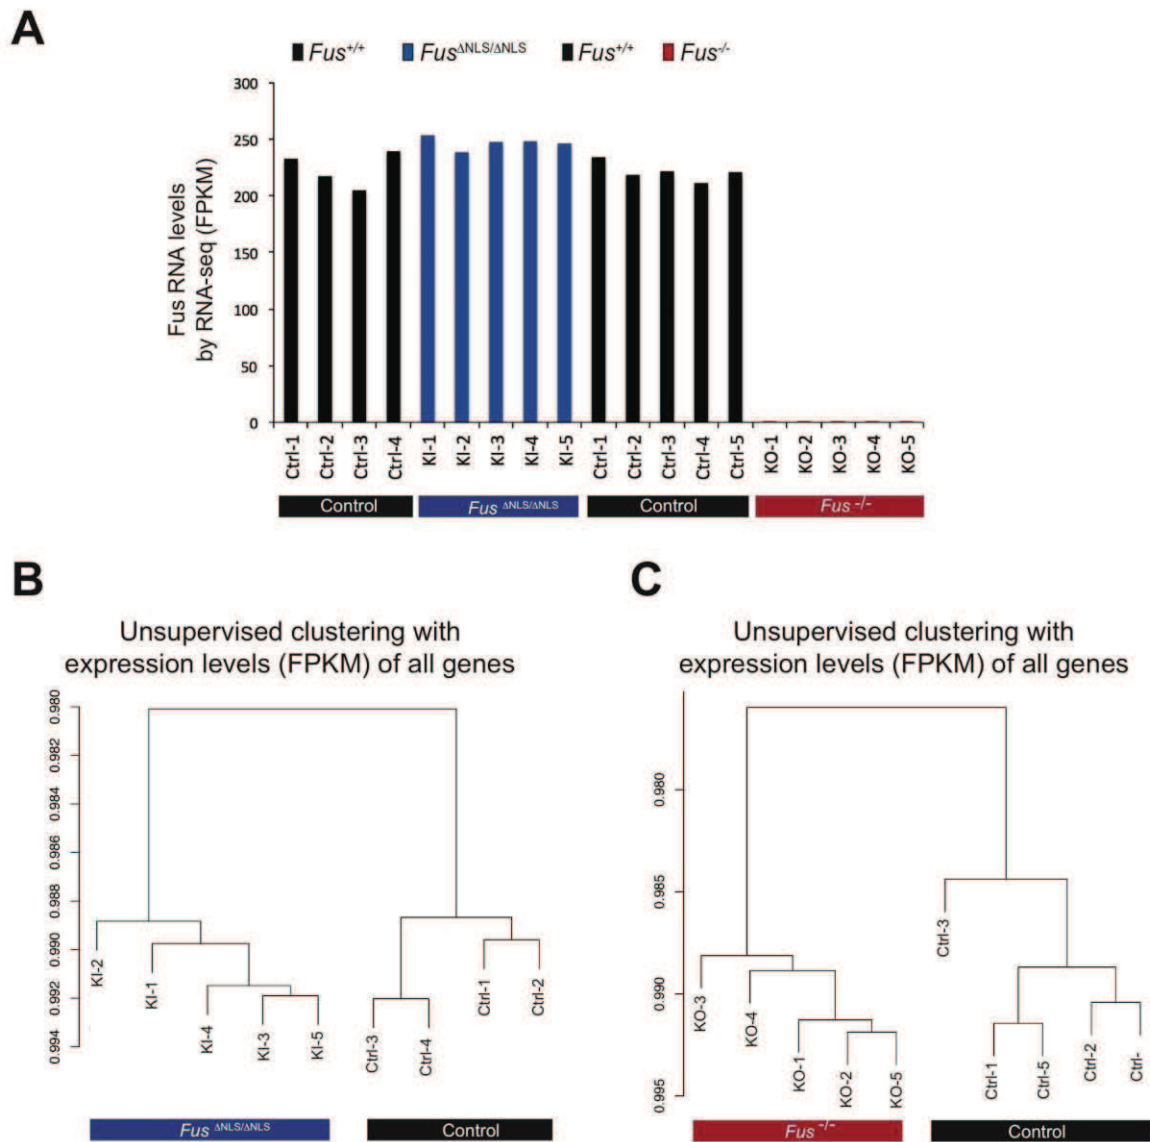 A
Fus+/+ FusΔNLS/ΔNLS Fus+/+ Fus-/-
Fus RNA levels
by RNA-seq (FPKM)
300
250
200
150
100
50
0
Ctrl-1 Ctrl-2 Ctrl-3 Ctrl-4 KI-1 KI-2 KI-3 KI-4 KI-5 Ctrl-1 Ctrl-2 Ctrl-3 Ctrl-4 Ctrl-5 KO-1 KO-2 KO-3 KO-4 KO-5
Control Fus ΔNLS/ΔNLS Control Fus -/-
B
Unsupervised clustering with
expression levels (FPKM) of all genes
0.980
0.982
0.984
0.986
0.988
0.990
0.992
0.994
KI-2
KI-1
KI-4
KI-3
KI-5
Ctrl-3
Ctrl-4
Ctrl-1
Ctrl-2
Fus ΔNLS/ΔNLS Control
C
Unsupervised clustering with
expression levels (FPKM) of all genes
0.980
0.985
0.990
0.995
KO-3
KO-4
KO-1
KO-2
KO-5
Ctrl-3
Ctrl-1
Ctrl-5
Ctrl-2
Ctrl-
Fus -/- Control